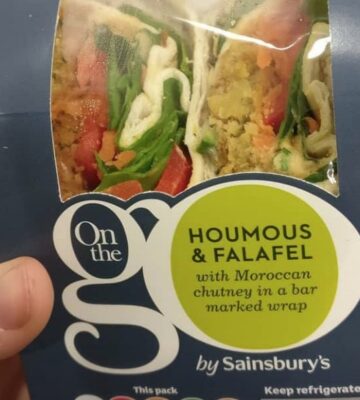 On
the
go
HOUMOUS
& FALAFEL
with Moroccan
chutney in a bar
marked wrap
by Sainsbury's
This pack
Keep refrigerate